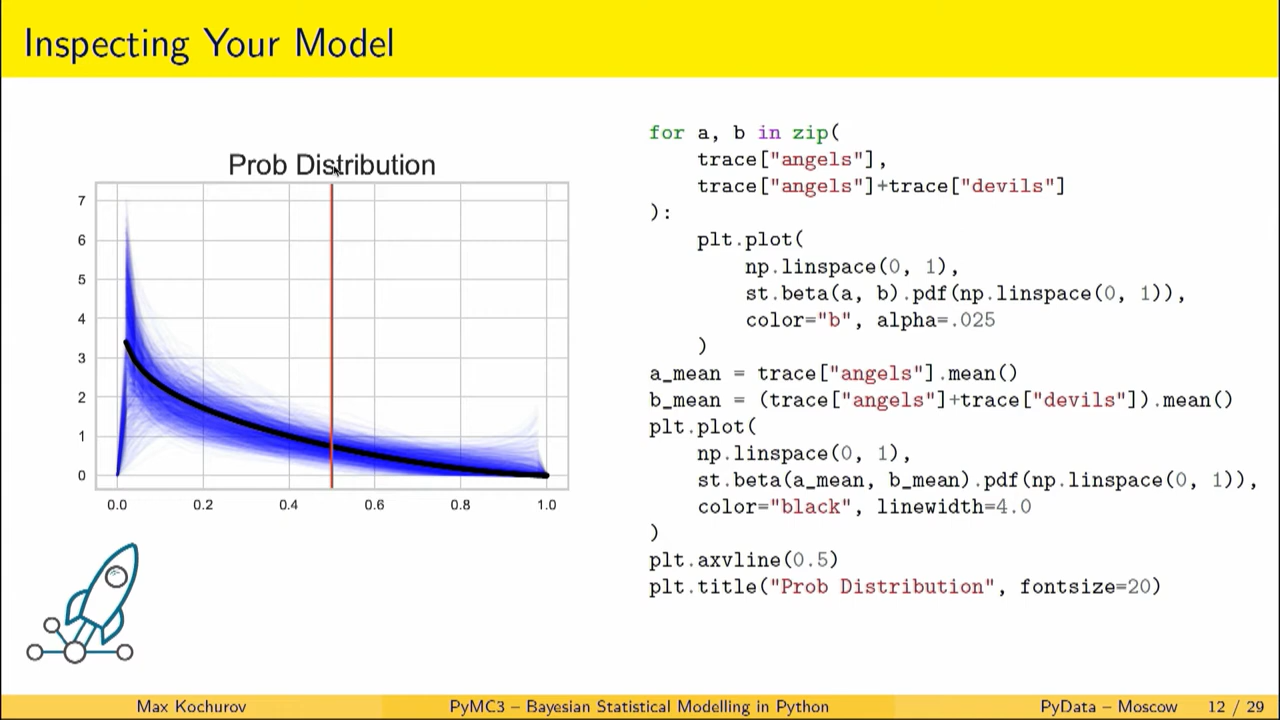 Inspecting Your Model
Prob Distribution
7
6
5
4
3
2
1
0
0.0 0.2 0.4 0.6 0.8 1.0
for a, b in zip(
    trace["angels"],
    trace["angels"]+trace["devils"]
):
    plt.plot(
        np.linspace(0, 1),
        st.beta(a, b).pdf(np.linspace(0, 1)),
        color="b", alpha=.025
    )
a_mean = trace["angels"].mean()
b_mean = (trace["angels"]+trace["devils"]).mean()
plt.plot(
    np.linspace(0, 1),
    st.beta(a_mean, b_mean).pdf(np.linspace(0, 1)),
    color="black", linewidth=4.0
)
plt.axvline(0.5)
plt.title("Prob Distribution", fontsize=20)
Max Kochurov PyMC3 – Bayesian Statistical Modelling in Python PyData – Moscow 12 / 29